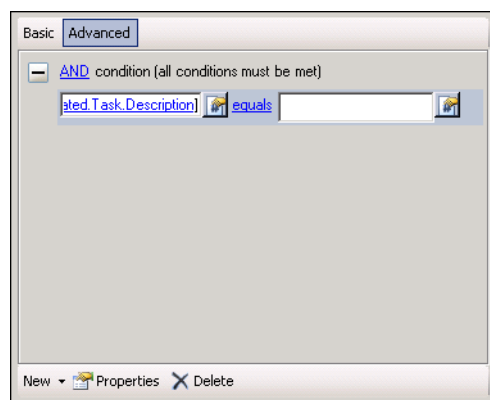 Basic Advanced
AND condition (all conditions must be met)
ated.Task.Description] equals
New Properties Delete